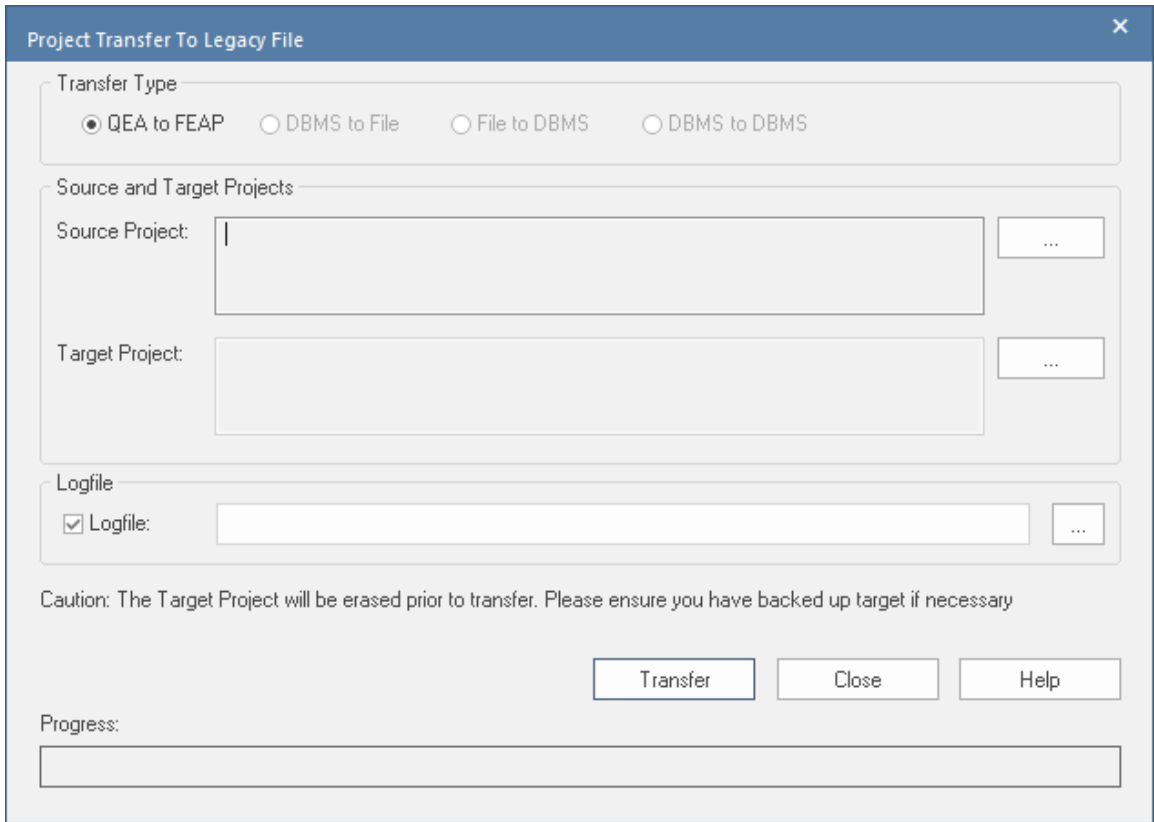 Project Transfer To Legacy File
Transfer Type
QEA to FEAP DBMS to File File to DBMS DBMS to DBMS
Source and Target Projects
Source Project:
...
Target Project:
...
Logfile
Logfile:
...
Caution: The Target Project will be erased prior to transfer. Please ensure you have backed up target if necessary
Transfer Close Help
Progress: